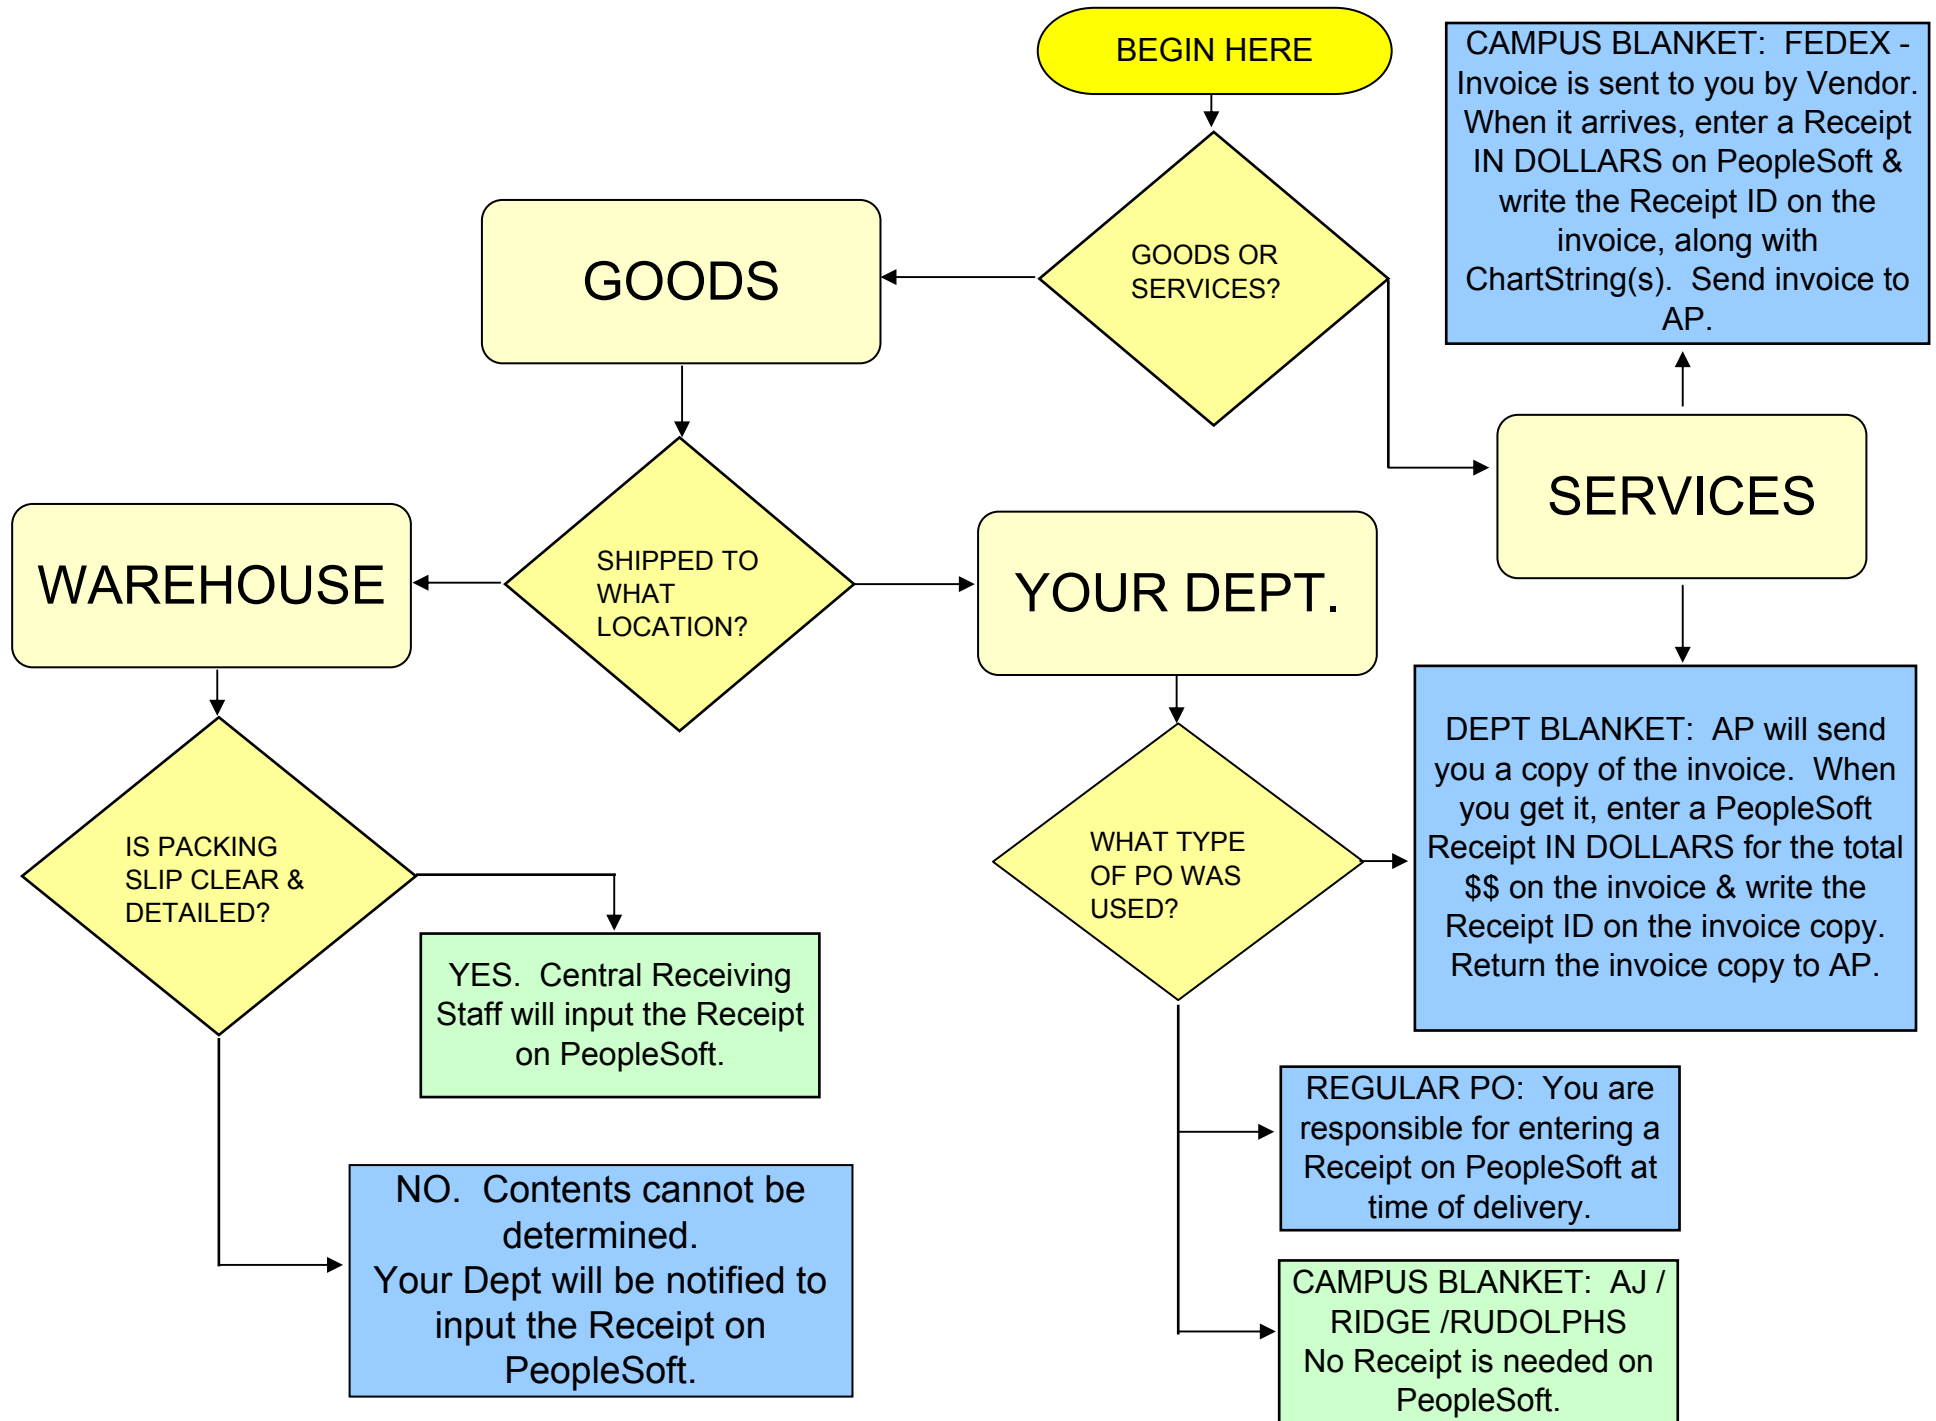 BEGIN HERE
CAMPUS BLANKET:  FEDEX -
Invoice is sent to you by Vendor.
When it arrives, enter a Receipt
IN DOLLARS on PeopleSoft &
write the Receipt ID on the
invoice, along with
ChartString(s).  Send invoice to
AP.
GOODS OR
SERVICES?
GOODS
SERVICES
WAREHOUSE
SHIPPED TO
WHAT
LOCATION?
YOUR DEPT.
DEPT BLANKET:  AP will send
you a copy of the invoice.  When
you get it, enter a PeopleSoft
Receipt IN DOLLARS for the total
$$ on the invoice & write the
Receipt ID on the invoice copy.
Return the invoice copy to AP.
IS PACKING
SLIP CLEAR &
DETAILED?
WHAT TYPE
OF PO WAS
USED?
YES.  Central Receiving
Staff will input the Receipt
on PeopleSoft.
REGULAR PO:  You are
responsible for entering a
Receipt on PeopleSoft at
time of delivery.
NO.  Contents cannot be
determined.
Your Dept will be notified to
input the Receipt on
PeopleSoft.
CAMPUS BLANKET:  AJ /
RIDGE /RUDOLPHS
No Receipt is needed on
PeopleSoft.